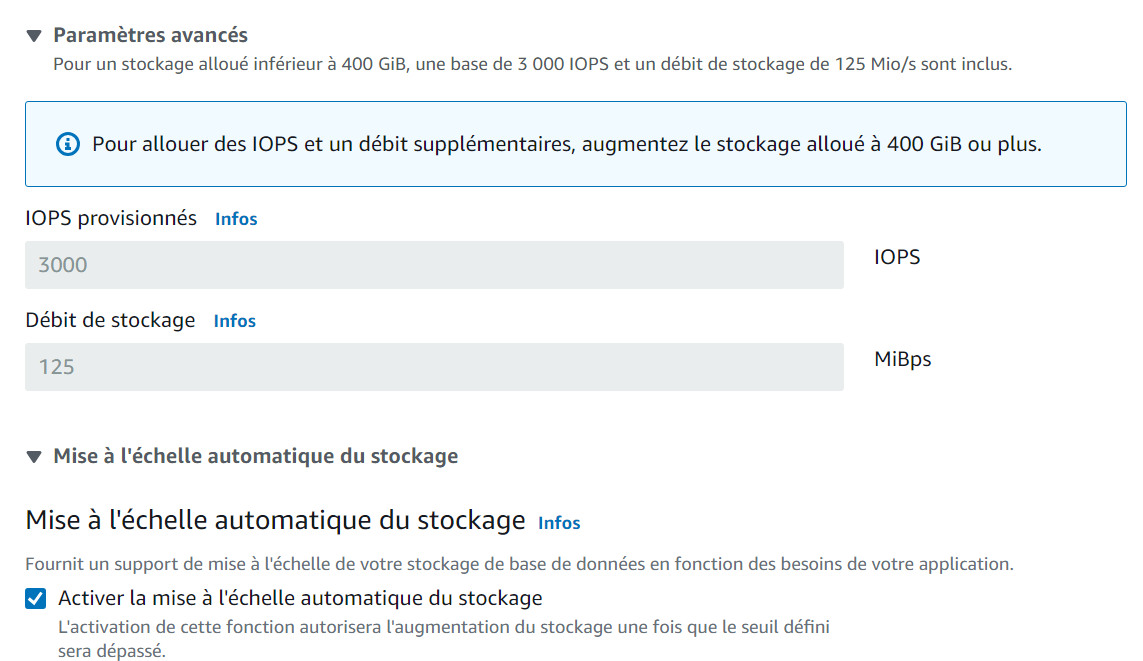 Paramètres avancés
Pour un stockage alloué inférieur à 400 GiB, une base de 3 000 IOPS et un débit de stockage de 125 Mio/s sont inclus.
Pour allouer des IOPS et un débit supplémentaires, augmentez le stockage alloué à 400 GiB ou plus.
IOPS provisionnés Infos
3000 IOPS
Débit de stockage Infos
125 MiBps
Mise à l'échelle automatique du stockage
Mise à l'échelle automatique du stockage Infos
Fournit un support de mise à l'échelle de votre stockage de base de données en fonction des besoins de votre application.
Activer la mise à l'échelle automatique du stockage
L'activation de cette fonction autorisera l'augmentation du stockage une fois que le seuil défini
sera dépassé.